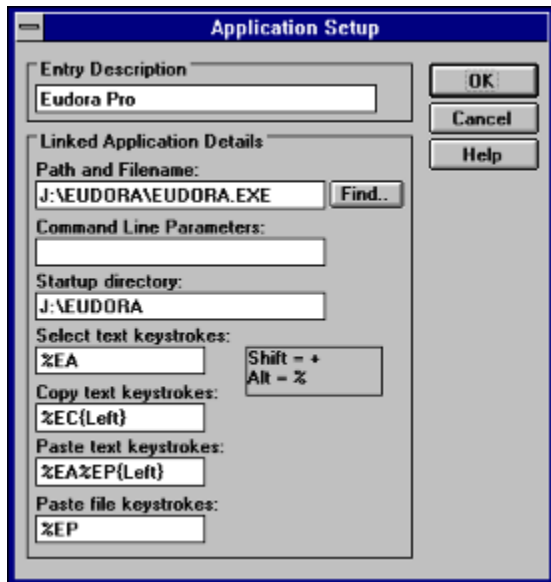 Application Setup
Entry Description
Eudora Pro
OK
Cancel
Help
Linked Application Details
Path and Filename:
J:\EUDORA\EUDORA.EXE
Find..
Command Line Parameters:
Startup directory:
J:\EUDORA
Select text keystrokes:
%EA
Shift = +
Alt = %
Copy text keystrokes:
%EC{Left}
Paste text keystrokes:
%EA%EP{Left}
Paste file keystrokes:
%EP